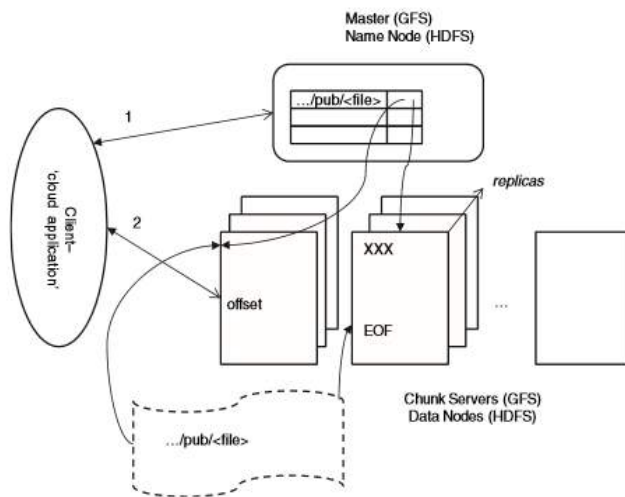 Master (GFS)
Name Node (HDFS)
.../pub/<file>
1
replicas
Client–
'cloud application'
2
XXX
offset
...
EOF
Chunk Servers (GFS)
Data Nodes (HDFS)
.../pub/<file>